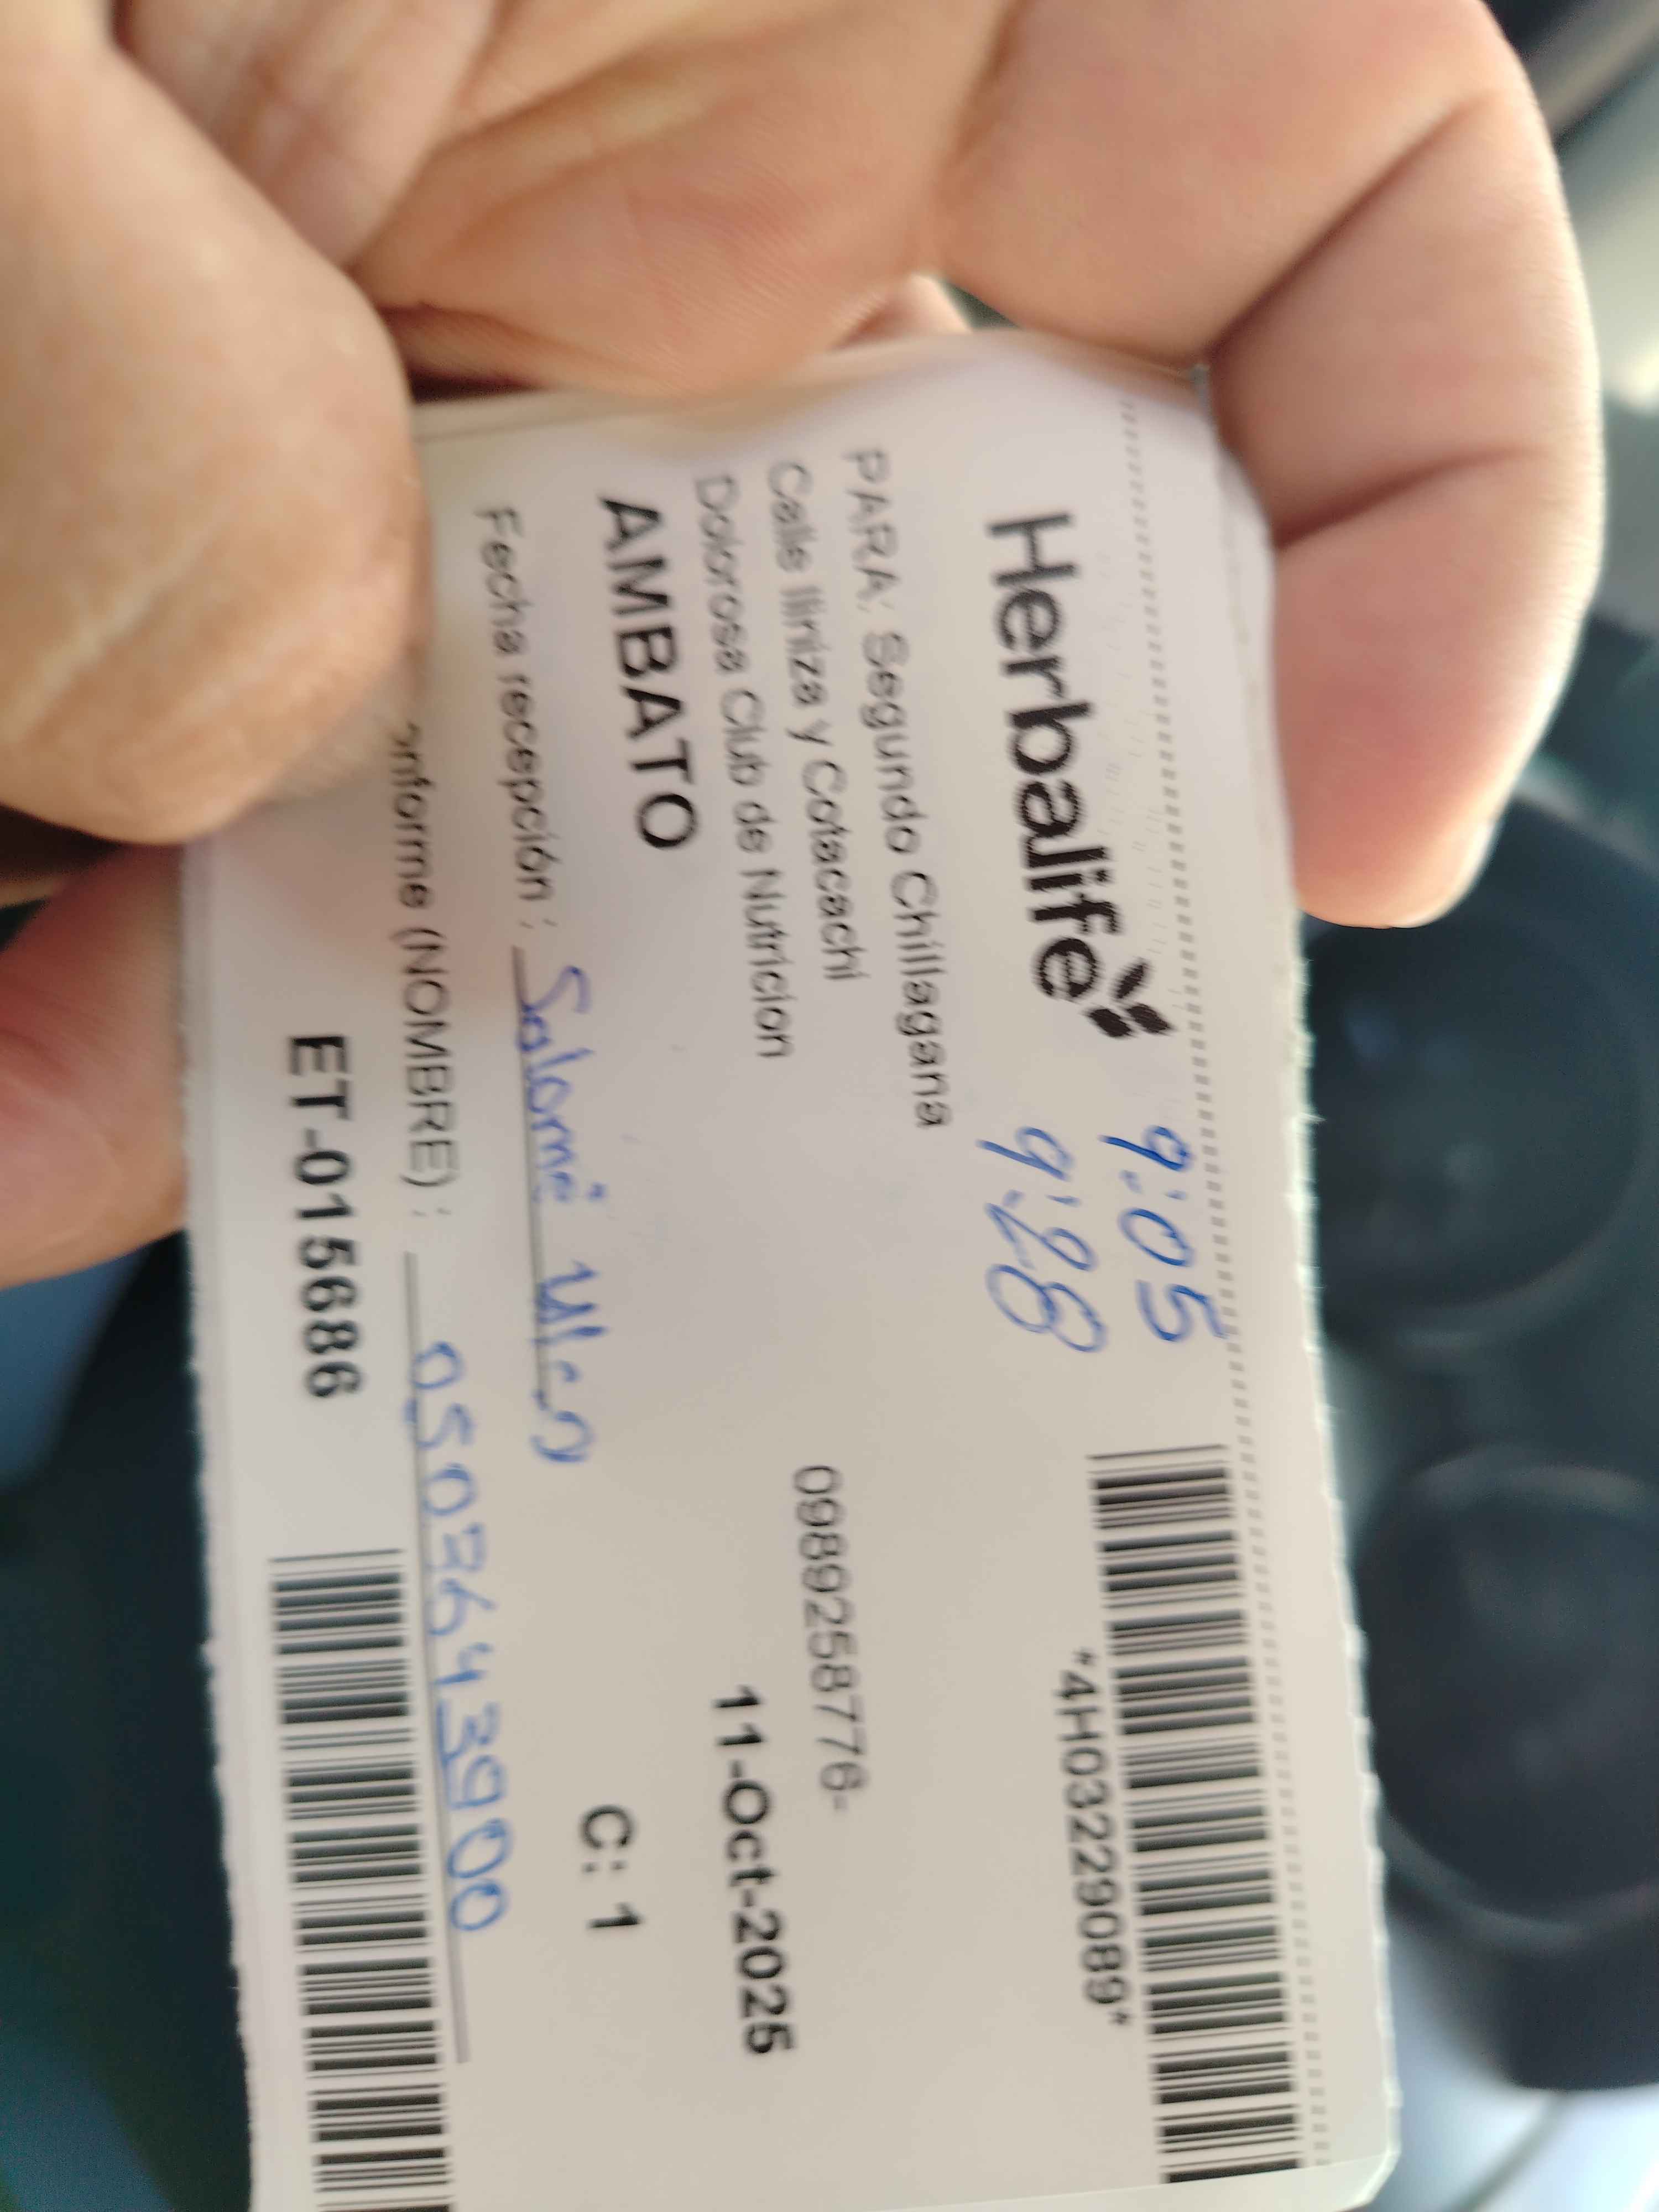 Herbalife
9:05
9:28
*4H03229089*
PARA: Segundo Chillagana
Calle Iliniza y Cotacachi
0989258776-
Dolorosa Club de Nutricion
11-Oct-2025
AMBATO
C: 1
Fecha recepción : Salomé
onforme (NOMBRE) : 0503643900
ET-015686